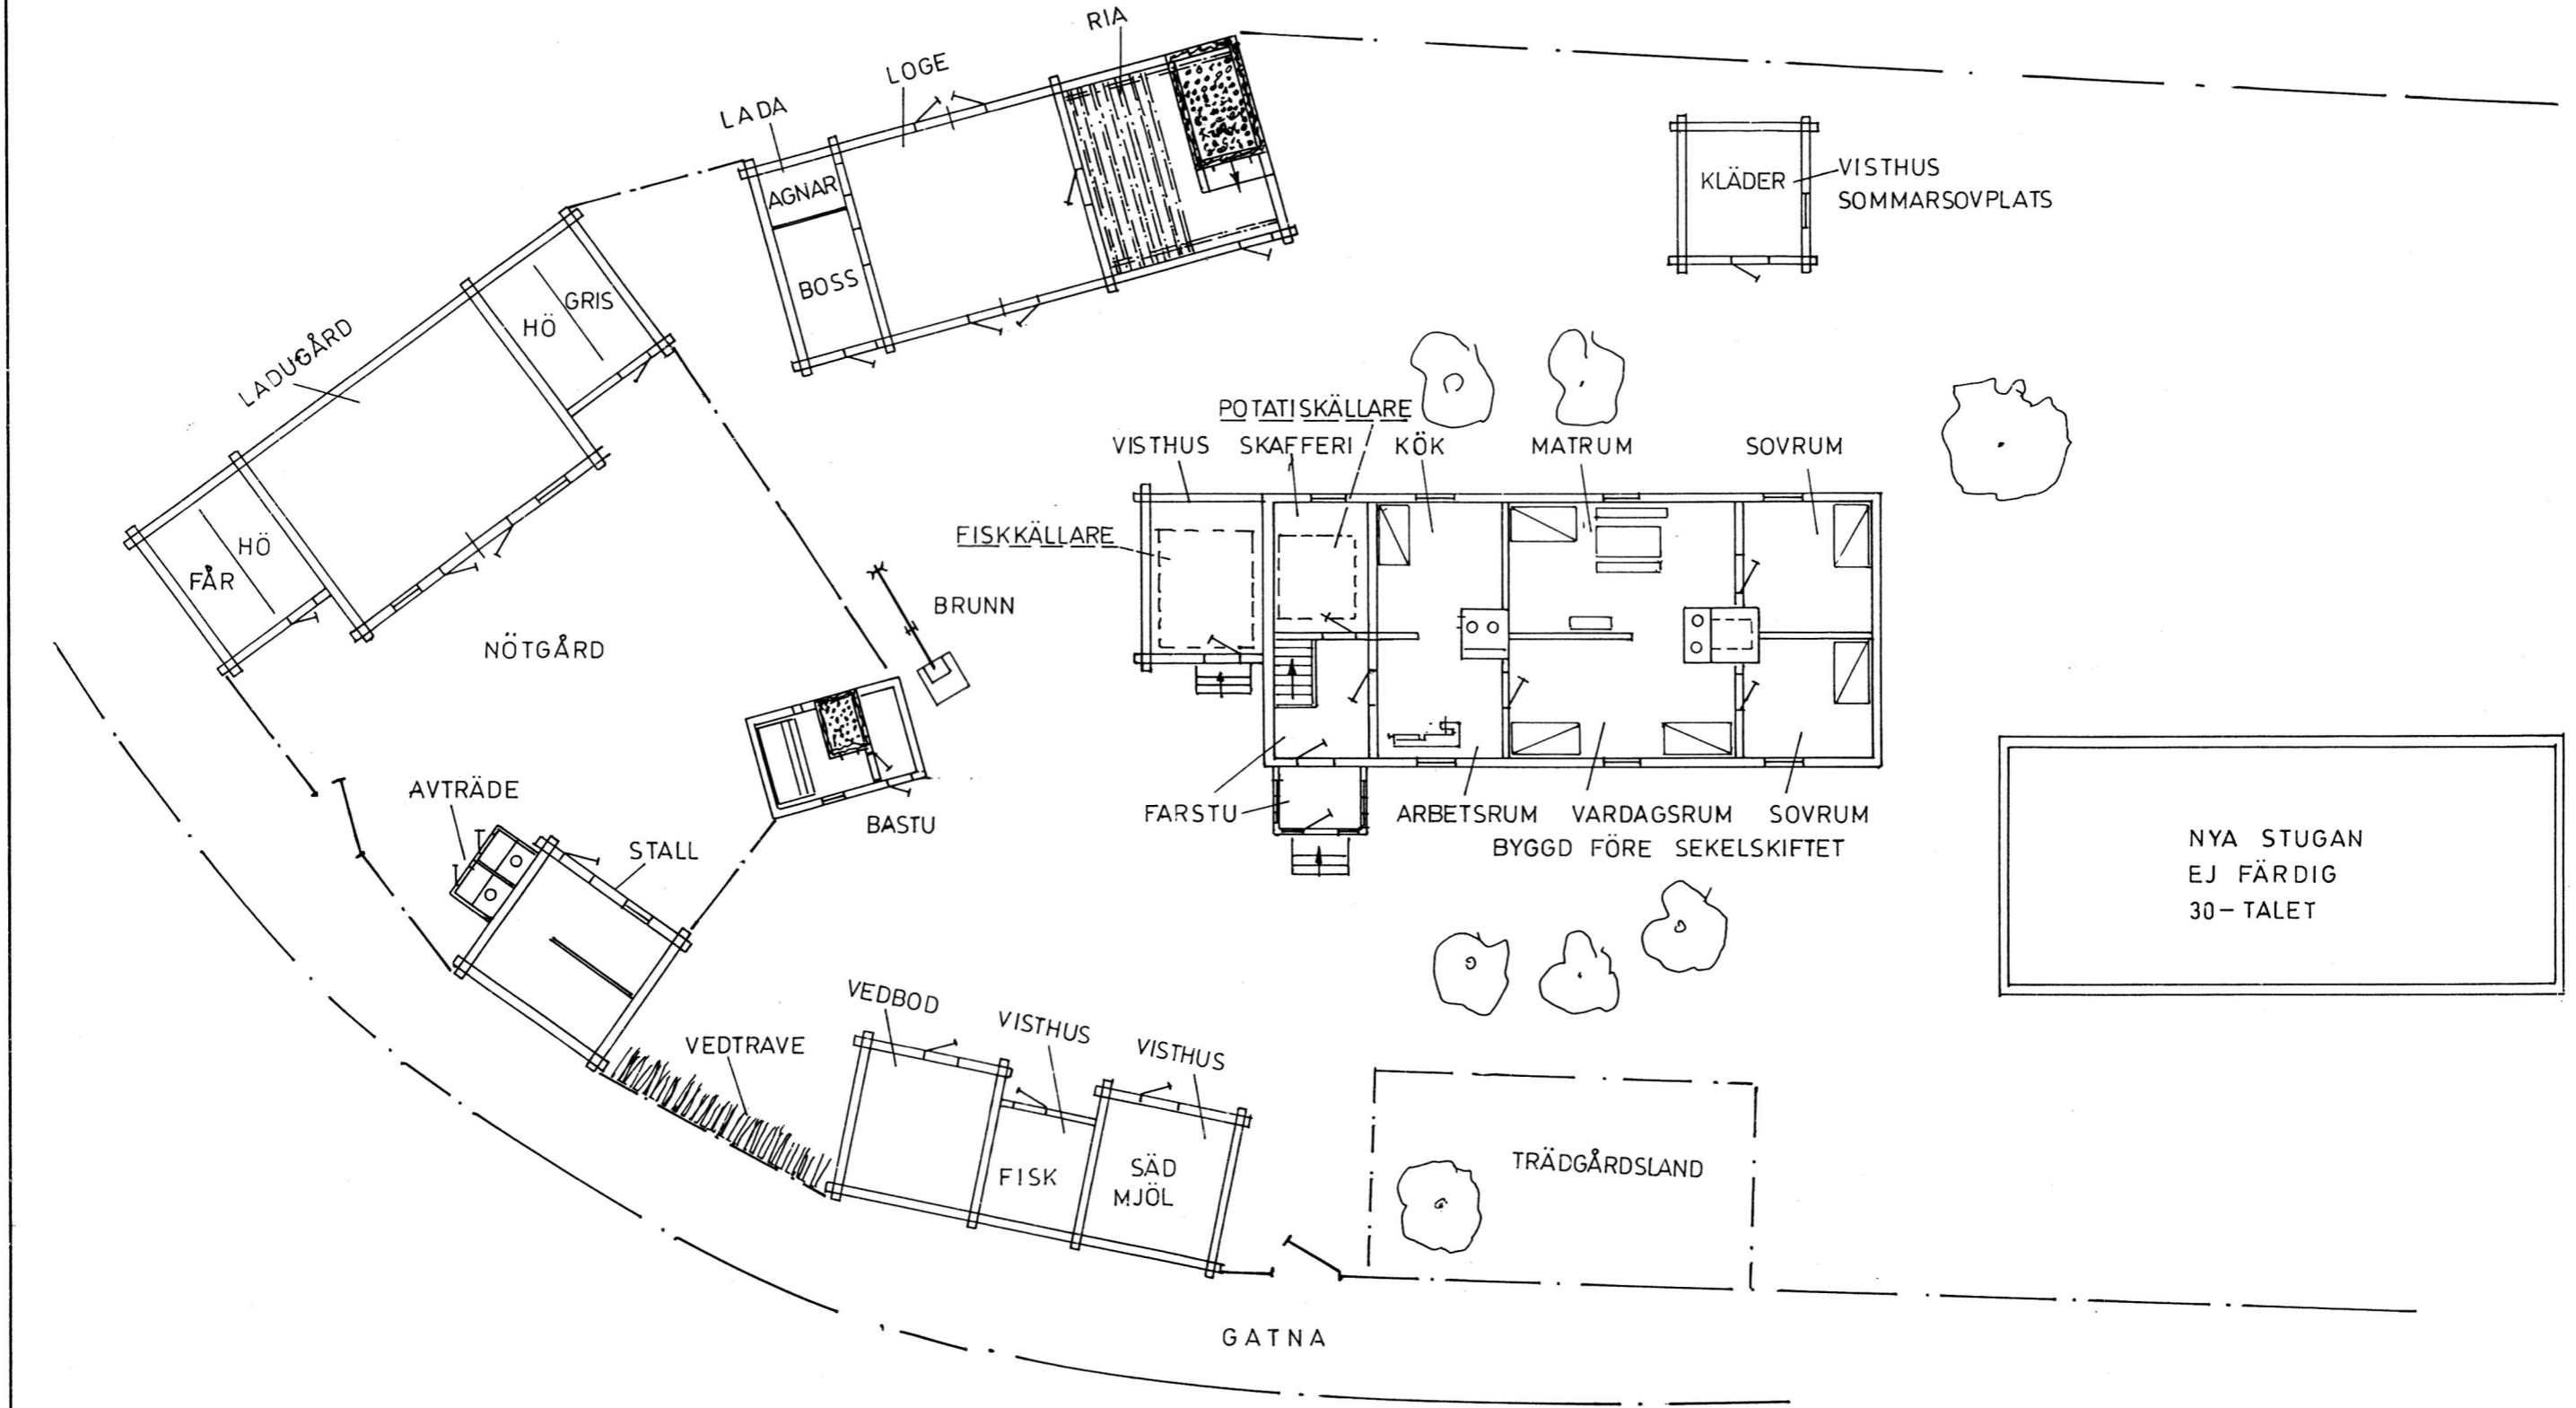 RIA
LOGE
LADA
AGNAR
BOSS
KLÄDER
VISTHUS
SOMMARSOVPLATS
GRIS
HÖ
LADUGÅRD
HÖ
FÅR
NÖTGÅRD
POTATISKÄLLARE
VISTHUS SKAFFERI KÖK MATRUM SOVRUM
FISKKÄLLARE
BRUNN
AVTRÄDE
STALL
BASTU
FARSTU ARBETSRUM VARDAGSRUM SOVRUM
BYGGD FÖRE SEKELSKIFTET
NYA STUGAN
EJ FÄRDIG
30-TALET
VEDBOD
VISTHUS
VISTHUS
VEDTRAVE
FISK
SÄD
MJÖL
TRÄDGÅRDSLAND
GATNA